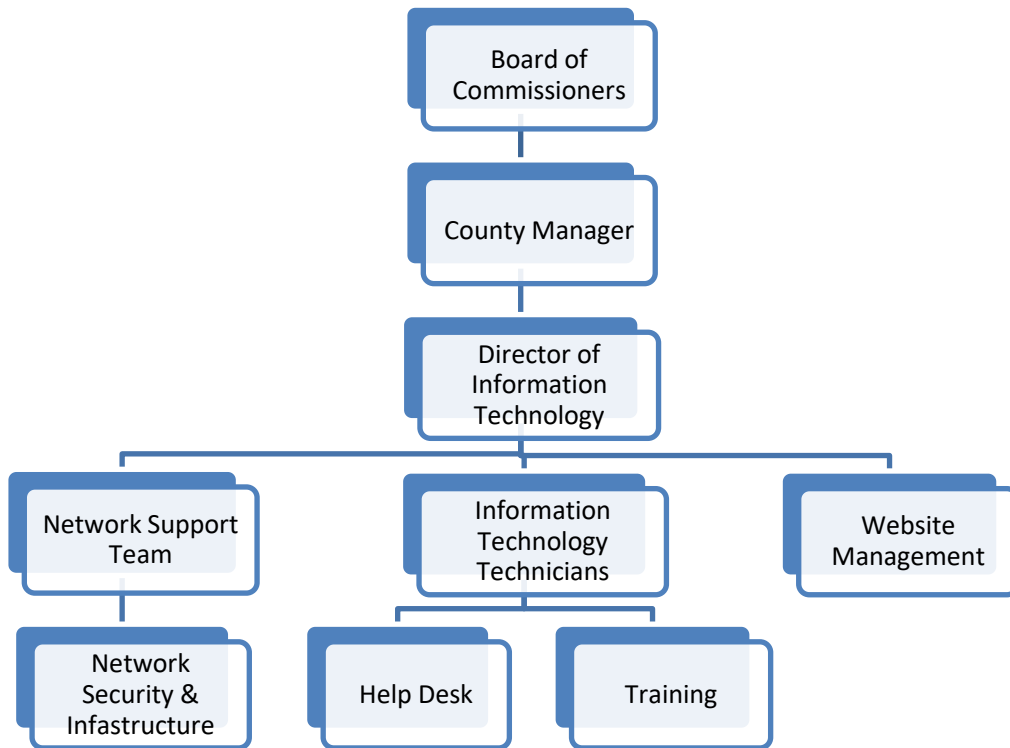 Board of
Commissioners
County Manager
Director of
Information
Technology
Network Support
Team
Information
Technology
Technicians
Website
Management
Network
Security &
Infastructure
Help Desk
Training